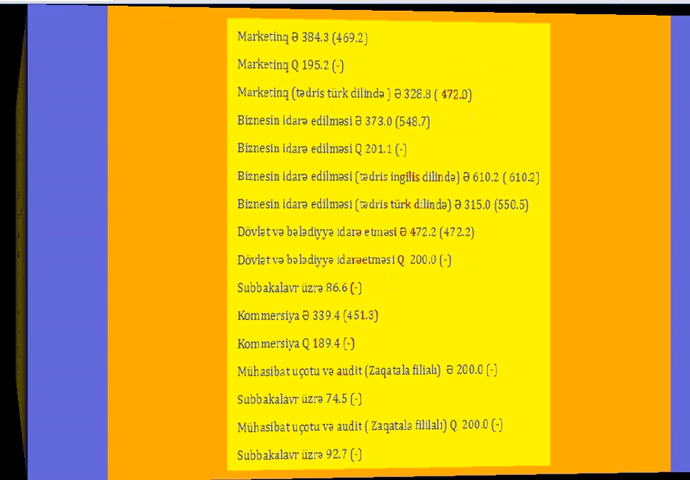 Marketinq Ə 384.3 (469.2)
Marketinq Q 195.2 (-)
Marketinq (tədris türk dilində ) Ə 328.8 ( 472.0)
Biznesin idarə edilməsi Ə 373.0 (548.7)
Biznesin idarə edilməsi Q 201.1 (-)
Biznesin idarə edilməsi (tədris ingilis dilində) Ə 610.2 ( 610.2)
Biznesin idarə edilməsi (tədris türk dilində) Ə 315.0 (550.5)
Dövlət və bələdiyyə idarə etməsi Ə 472.2 (472.2)
Dövlət və bələdiyyə idarəetməsi Q 200.0 (-)
Subbakalavr üzrə 86.6 (-)
Kommersiya Ə 339.4 (451.3)
Kommersiya Q 189.4 (-)
Mühasibat uçotu və audit (Zaqatala filialı) Ə 200.0 (-)
Subbakalavr üzrə 74.5 (-)
Mühasibat uçotu və audit ( Zaqatala fililalı) Q 200.0 (-)
Subbakalavr üzrə 92.7 (-)